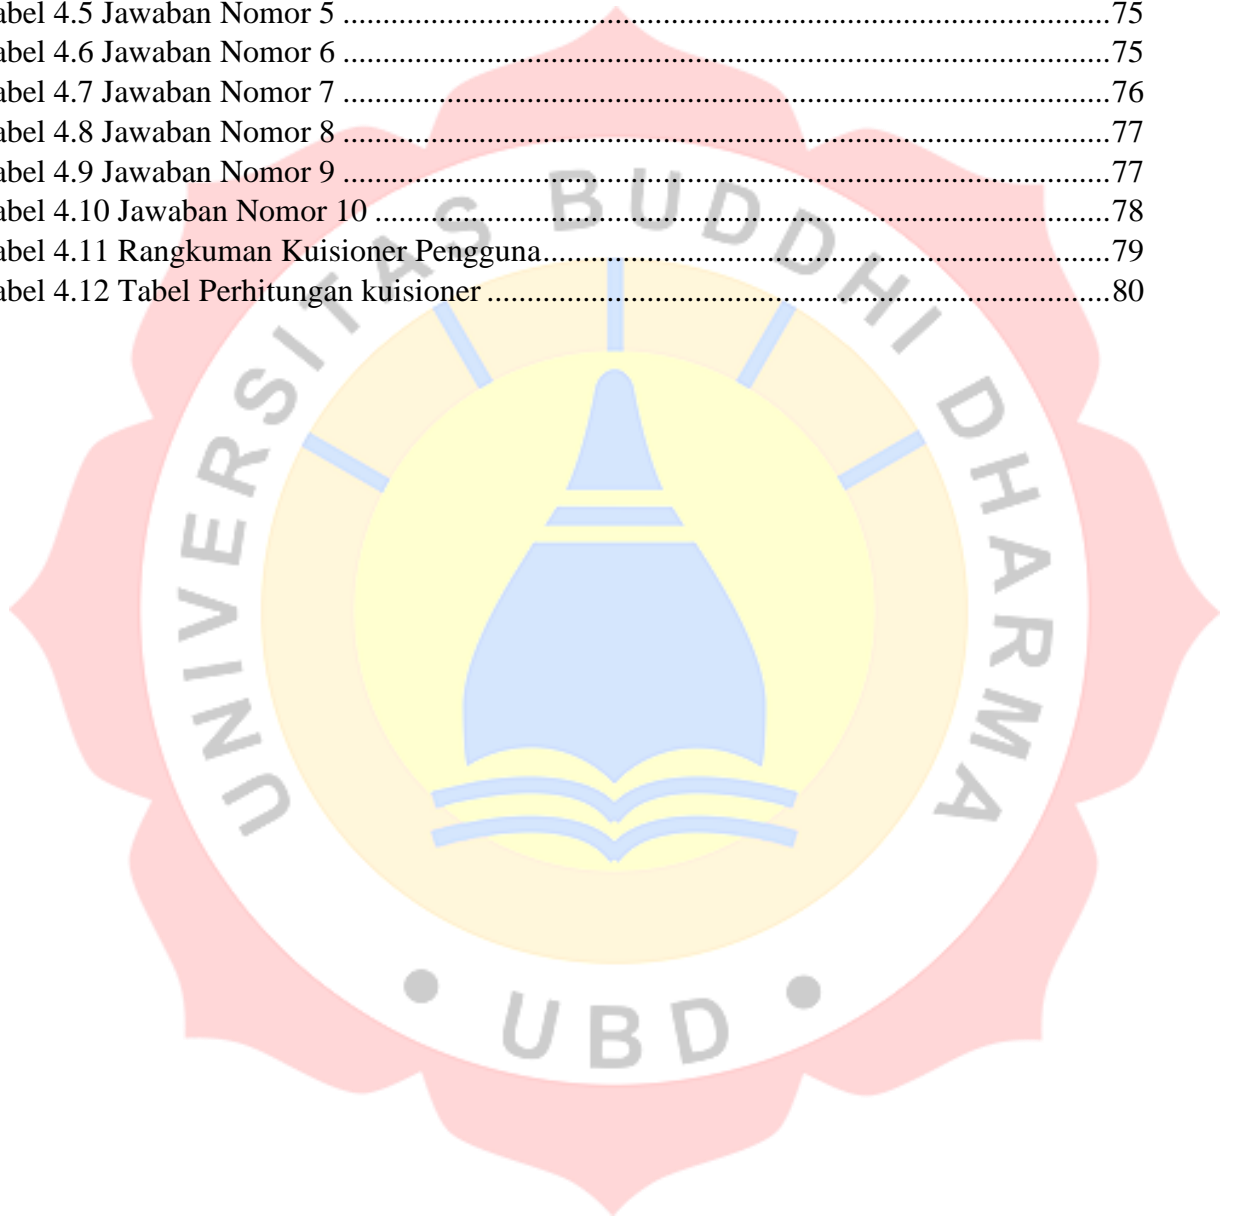 abel 4.5 Jawaban Nomor 5 ................................................................................................75
abel 4.6 Jawaban Nomor 6 ................................................................................................75
abel 4.7 Jawaban Nomor 7 ................................................................................................76
abel 4.8 Jawaban Nomor 8 ................................................................................................77
abel 4.9 Jawaban Nomor 9 ................................................................................................77
abel 4.10 Jawaban Nomor 10 ............................................................................................78
abel 4.11 Rangkuman Kuisioner Pengguna.......................................................................79
abel 4.12 Tabel Perhitungan kuisioner ..............................................................................80
UNIVERSITAS BUDDHI DHARMA
• UBD •